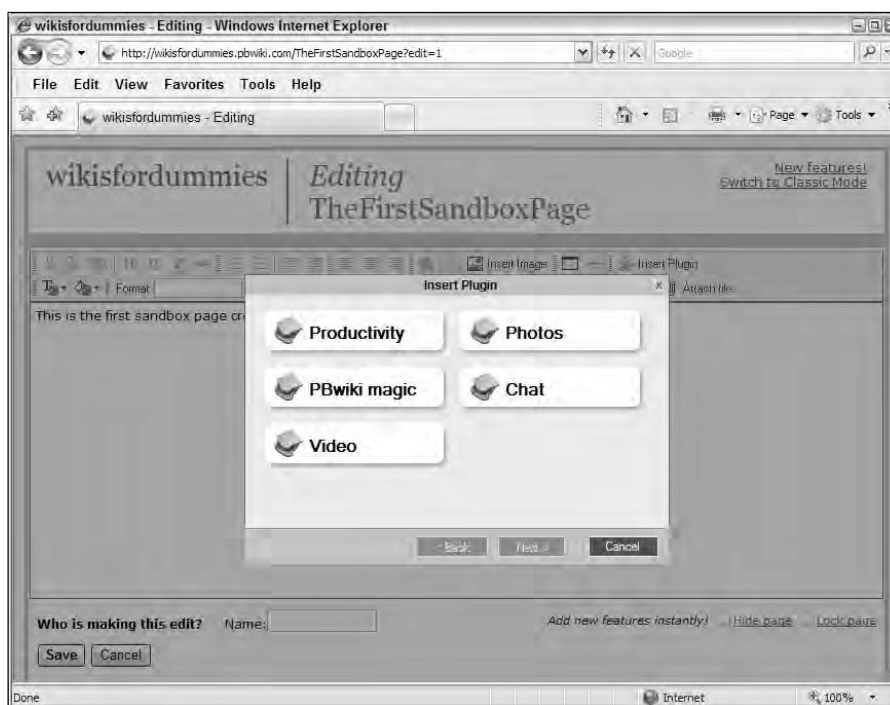 wikisfordummies - Editing - Windows Internet Explorer
http://wikisfordummies.pbwiki.com/TheFirstSandboxPage?edit=1
Google
File Edit View Favorites Tools Help
wikisfordummies - Editing
Page Tools
wikisfordummies
Editing
TheFirstSandboxPage
New features!
Switch to Classic Mode
Insert Image
Insert Plugin
Format
Attach file
Insert Plugin
x
This is the first sandbox page
Productivity
Photos
PBwiki magic
Chat
Video
< Back
Next >
Cancel
Who is making this edit? Name:
Add new features instantly! Hide page Lock page
Save Cancel
Done
Internet
100%